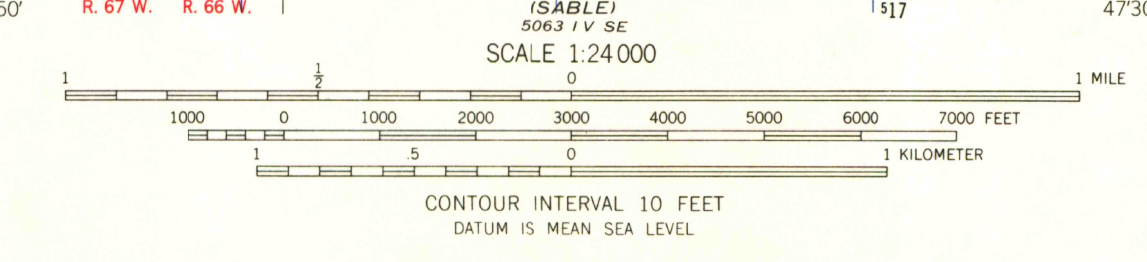 50' R. 67 W. R. 66 W. (SABLE) 517 47'30
5063 IV SE
SCALE 1:24 000
1 1/2 0 1 MILE
1000 0 1000 2000 3000 4000 5000 6000 7000 FEET
1 .5 0 1 KILOMETER
CONTOUR INTERVAL 10 FEET
DATUM IS MEAN SEA LEVEL